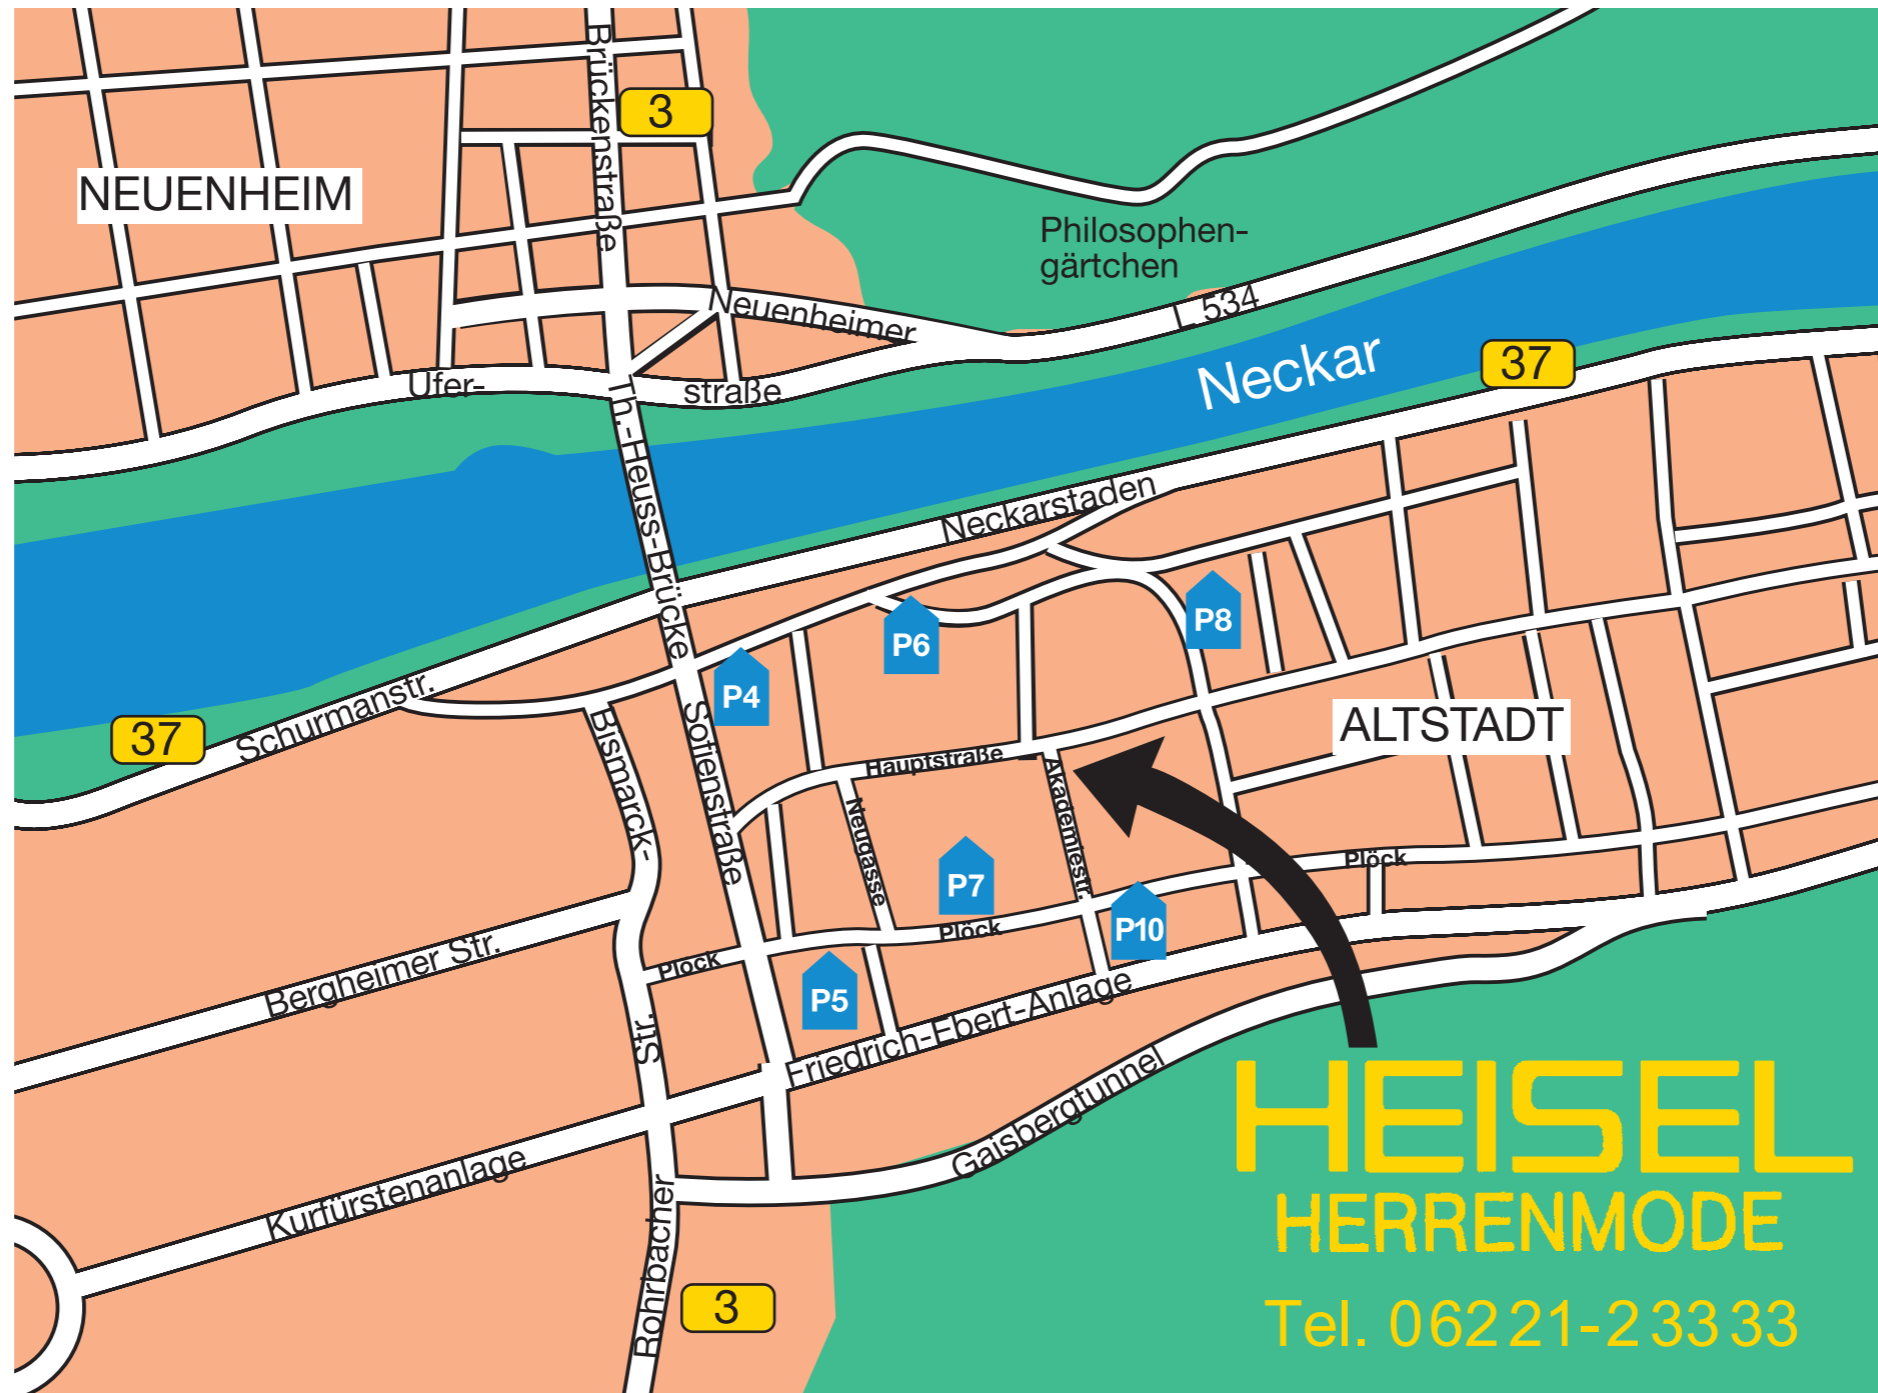 Brückenstraße
3
NEUENHEIM
Philosophen-
gärtchen
Neuenheimer
L 534
Ufer-
straße
Neckar
37
Th.-Heuss-Brücke
Neckarstaden
P8
P6
P4
37
Schurmanstr.
ALTSTADT
Bismarck-
Sofienstraße
Hauptstraße
Akademiestr.
Neugasse
P7
Plöck
P10
Plöck
Plöck
Bergheimer Str.
P5
Str.
Friedrich-Ebert-Anlage
Gaisbergtunnel
Kurfürstenanlage
Rohrbacher
3
HEISEL
HERRENMODE
Tel. 06221-23333